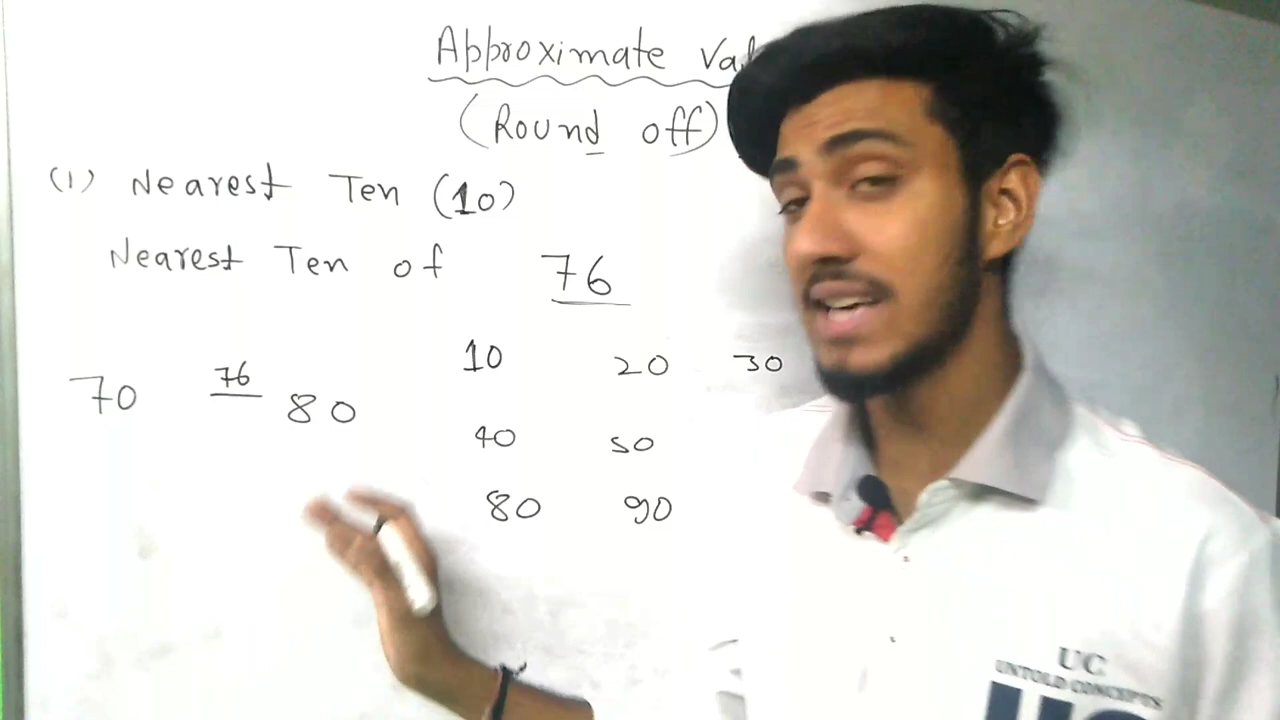 Approximate Val
(Round off)
(1) Nearest Ten (10)
Nearest Ten of 76
10 20 30
70 76 80
40 50
80 90
UC
UNTOLD CONCEPTS